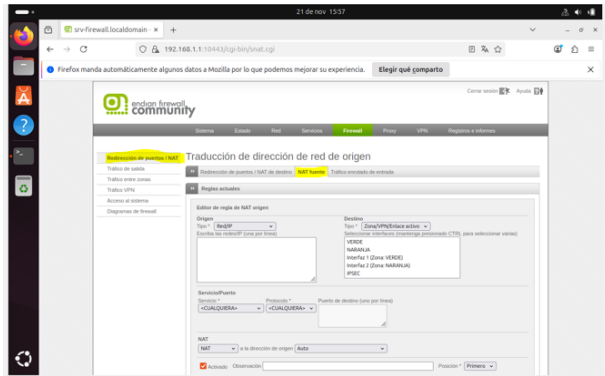 21 de nov 15:57
srv-firewall.localdomain -
192.168.1.1:10443/cgi-bin/snat.cgi
Firefox manda automáticamente algunos datos a Mozilla por lo que podemos mejorar su experiencia. Elegir qué comparto
endian firewall community
Cerrar sesión Ayuda
Sistema Estado Red Servicios Firewall Proxy VPN Registros e informes
Redirección de puertos / NAT
Tráfico de salida
Tráfico entre zonas
Tráfico VPN
Acceso al sistema
Diagramas de firewall
Traducción de dirección de red de origen
Redirección de puertos / NAT de destino NAT fuente Tráfico enrutado de entrada
Reglas actuales
Editor de regla de NAT origen
Origen Destino
Tipo * Red/IP Tipo * Zona/VPN/Enlace activo
Escriba las redes/IP (una por línea) Seleccionar interfaces (mantenga presionado CTRL para seleccionar varias)
VERDE
NARANJA
Interfaz 1 (Zona: VERDE)
Interfaz 2 (Zona: NARANJA)
IPSEC
Servicio/Puerto
Servicio * Protocolo * Puerto de destino (uno por línea)
<CUALQUIERA> <CUALQUIERA>
NAT
NAT a la dirección de origen Auto
Activado Observación Posición * Primero